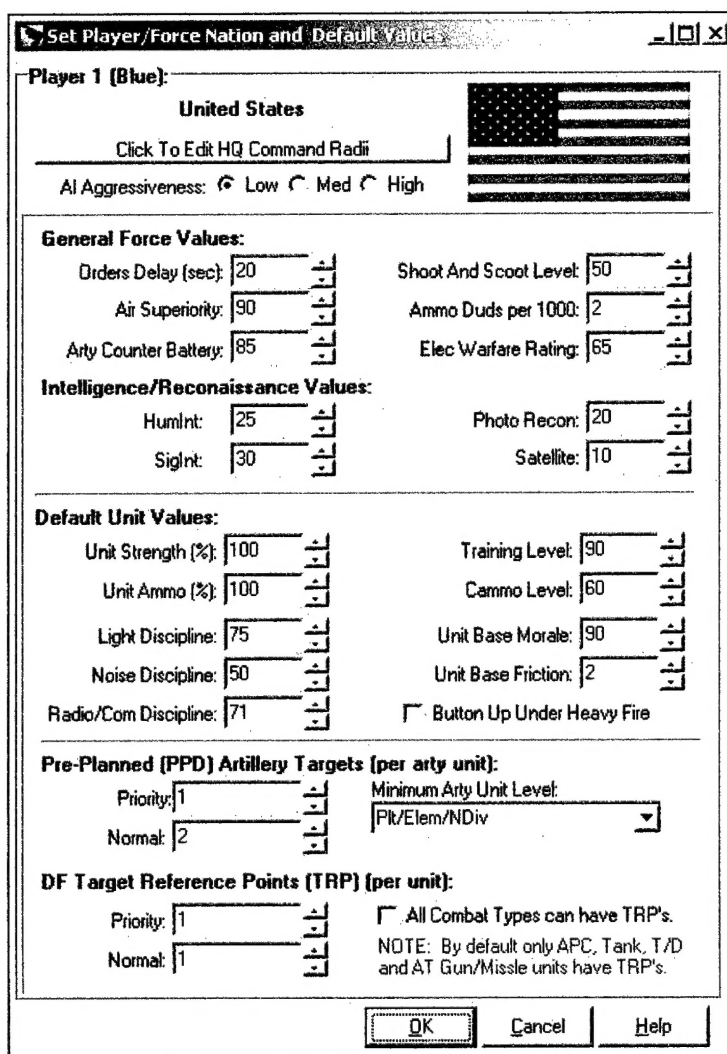 Set Player/Force Nation and Default Values
Player 1 (Blue):
United States
Click To Edit HQ Command Radii
AI Aggressiveness: Low Med High
General Force Values:
Orders Delay (sec): 20 Shoot And Scoot Level: 50
Air Superiority: 90 Ammo Duds per 1000: 2
Arty Counter Battery: 85 Elec Warfare Rating: 65
Intelligence/Reconaissance Values:
HumInt: 25 Photo Recon: 20
SigInt: 30 Satellite: 10
Default Unit Values:
Unit Strength (%): 100 Training Level: 90
Unit Ammo (%): 100 Cammo Level: 60
Light Discipline: 75 Unit Base Morale: 90
Noise Discipline: 50 Unit Base Friction: 2
Radio/Com Discipline: 71 Button Up Under Heavy Fire
Pre-Planned (PPD) Artillery Targets (per arty unit):
Priority: 1 Minimum Arty Unit Level:
Normal: 2 Plt/Elem/NDiv
DF Target Reference Points (TRP) (per unit):
Priority: 1 All Combat Types can have TRP's.
Normal: 1 NOTE: By default only APC, Tank, T/D
and AT Gun/Missle units have TRP's.
OK Cancel Help